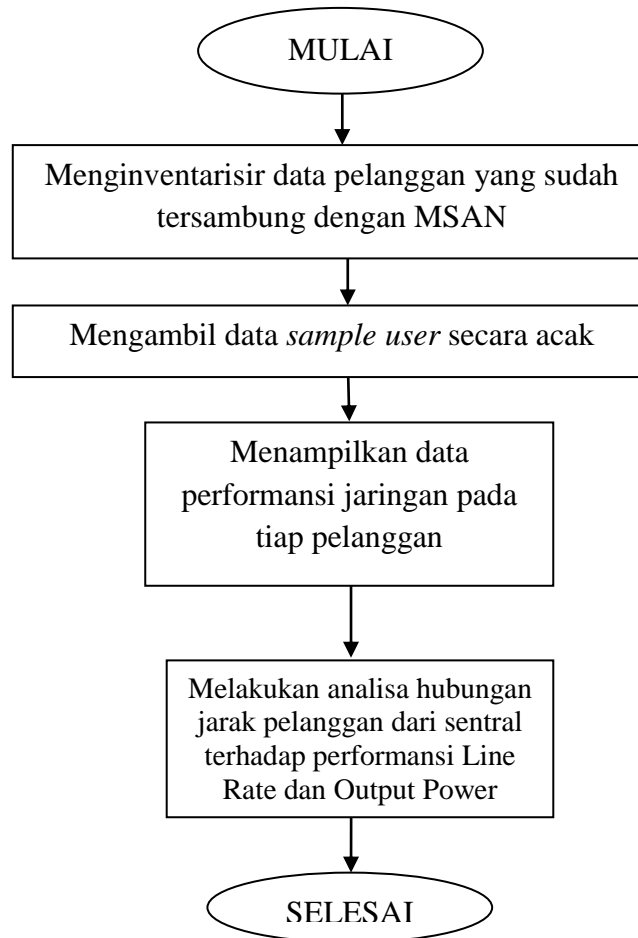 MULAI
Menginventarisir data pelanggan yang sudah
tersambung dengan MSAN
Mengambil data sample user secara acak
Menampilkan data
performansi jaringan pada
tiap pelanggan
Melakukan analisa hubungan
jarak pelanggan dari sentral
terhadap performansi Line
Rate dan Output Power
SELESAI